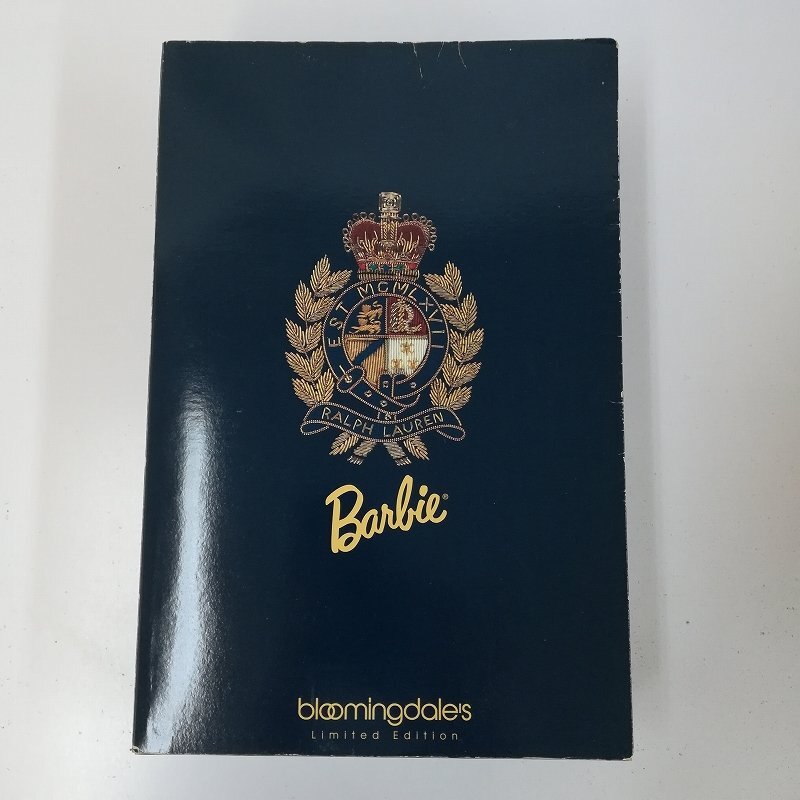 EST MCMLXVII
RALPH LAUREN
Barbie®
bloomingdale's
Limited Edition